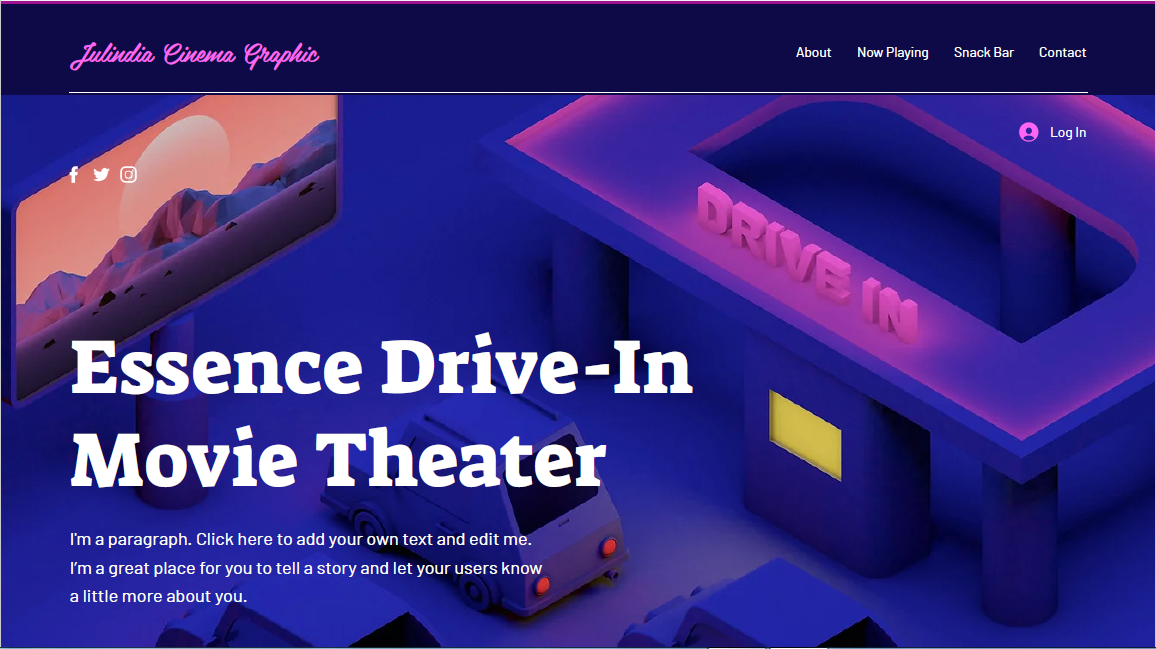 Julindia Cinema Graphic
About Now Playing Snack Bar Contact
Log In
DRIVE IN
Essence Drive-In
Movie Theater
I'm a paragraph. Click here to add your own text and edit me.
I'm a great place for you to tell a story and let your users know
a little more about you.